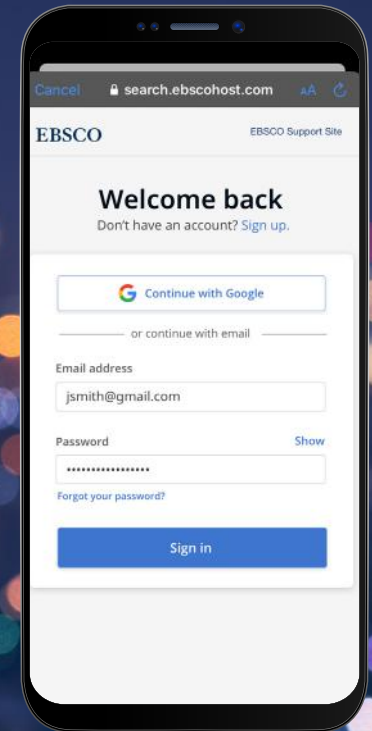 Cancel search.ebscohost.com AA
EBSCO EBSCO Support Site
Welcome back
Don't have an account? Sign up.
Continue with Google
or continue with email
Email address
jsmith@gmail.com
Password Show
•••••••••••••••••
Forgot your password?
Sign in